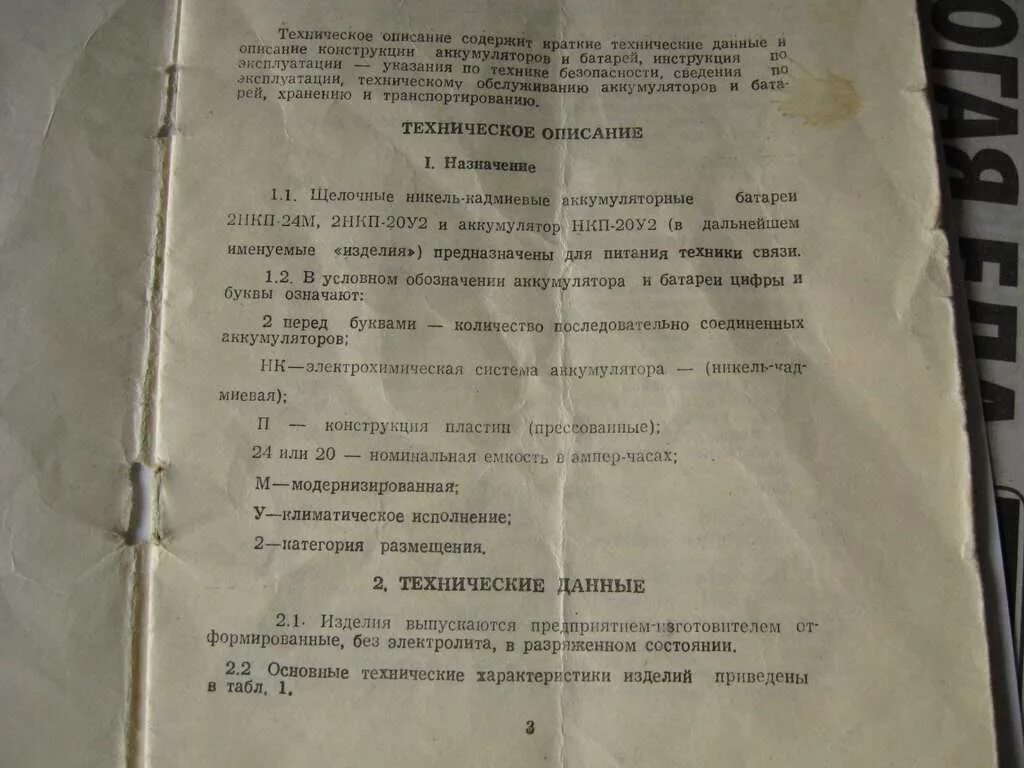 Техническое описание содержит краткие технические данные и
описание конструкции аккумуляторов и батарей, инструкция по
эксплуатации — указания по технике безопасности, сведения по
эксплуатации, техническому обслуживанию аккумуляторов и бата-
рей, хранению и транспортированию.
ТЕХНИЧЕСКОЕ ОПИСАНИЕ
I. Назначение
1.1. Щелочные никель-кадмиевые аккумуляторные батареи
2НКП-24М, 2НКП-20У2 и аккумулятор НКП-20У2 (в дальнейшем
именуемые «изделия») предназначены для питания техники связи.
1.2. В условном обозначении аккумулятора и батареи цифры и
буквы означают:
2 перед буквами — количество последовательно соединенных
аккумуляторов;
НК—электрохимическая система аккумулятора — (никель-кад-
миевая);
П — конструкция пластин (прессованные);
24 или 20 — номинальная емкость в ампер-часах;
М—модернизированная;
У—климатическое исполнение;
2—категория размещения.
2. ТЕХНИЧЕСКИЕ ДАННЫЕ
2.1. Изделия выпускаются предприятием-изготовителем от-
формированные, без электролита, в разряженном состоянии.
2.2 Основные технические характеристики изделий приведены
в табл. 1.
3
ОГАЯ ЕЛА